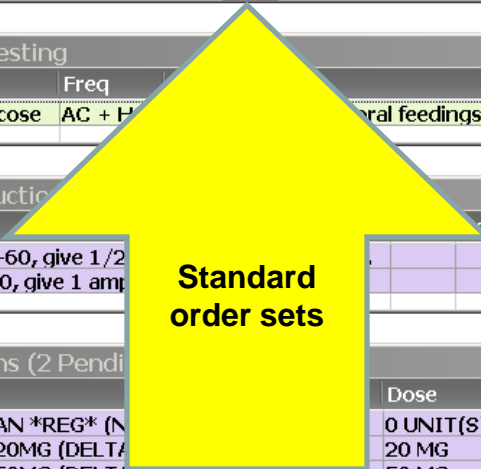 esting
Freq
cose AC + H oral feedings
uctio
-60, give 1/2
0, give 1 amp
Standard
order sets
ns (2 Pendi
Dose
AN *REG* (N 0 UNIT(S
20MG (DELTA 20 MG